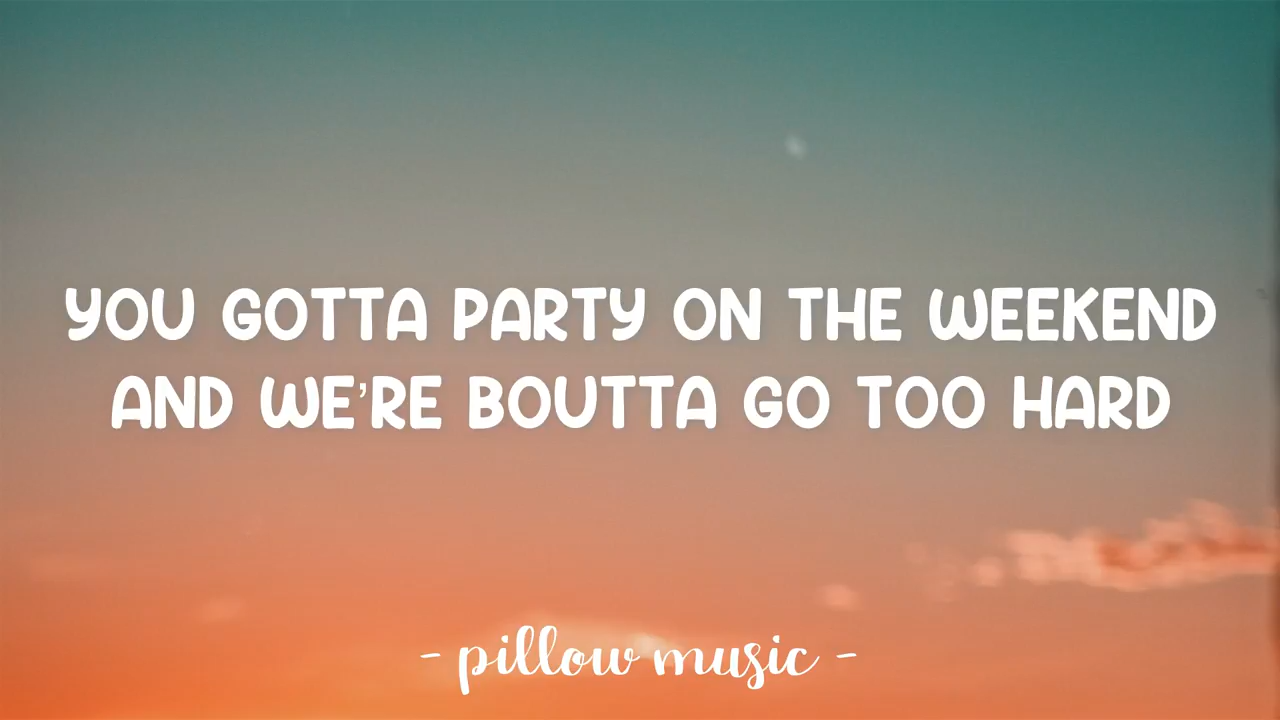 YOU GOTTA PARTY ON THE WEEKEND
AND WE'RE BOUTTA GO TOO HARD
- pillow music -